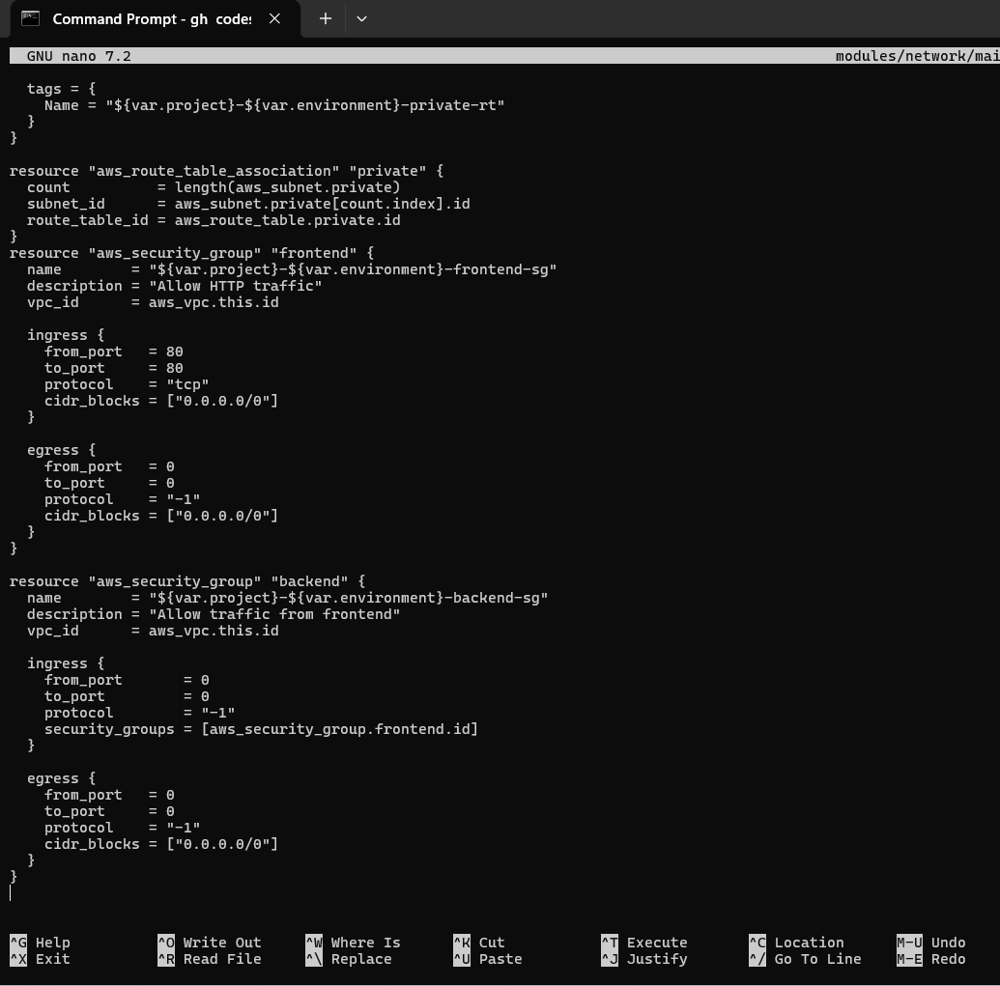 Command Prompt - gh codes
GNU nano 7.2 modules/network/mai
  tags = {
    Name = "${var.project}-${var.environment}-private-rt"
  }
}

resource "aws_route_table_association" "private" {
  count          = length(aws_subnet.private)
  subnet_id      = aws_subnet.private[count.index].id
  route_table_id = aws_route_table.private.id
}
resource "aws_security_group" "frontend" {
  name        = "${var.project}-${var.environment}-frontend-sg"
  description = "Allow HTTP traffic"
  vpc_id      = aws_vpc.this.id

  ingress {
    from_port   = 80
    to_port     = 80
    protocol    = "tcp"
    cidr_blocks = ["0.0.0.0/0"]
  }

  egress {
    from_port   = 0
    to_port     = 0
    protocol    = "-1"
    cidr_blocks = ["0.0.0.0/0"]
  }
}

resource "aws_security_group" "backend" {
  name        = "${var.project}-${var.environment}-backend-sg"
  description = "Allow traffic from frontend"
  vpc_id      = aws_vpc.this.id

  ingress {
    from_port       = 0
    to_port         = 0
    protocol        = "-1"
    security_groups = [aws_security_group.frontend.id]
  }

  egress {
    from_port   = 0
    to_port     = 0
    protocol    = "-1"
    cidr_blocks = ["0.0.0.0/0"]
  }
}

^G Help ^O Write Out ^W Where Is ^K Cut ^T Execute ^C Location M-U Undo
^X Exit ^R Read File ^\ Replace ^U Paste ^J Justify ^/ Go To Line M-E Redo